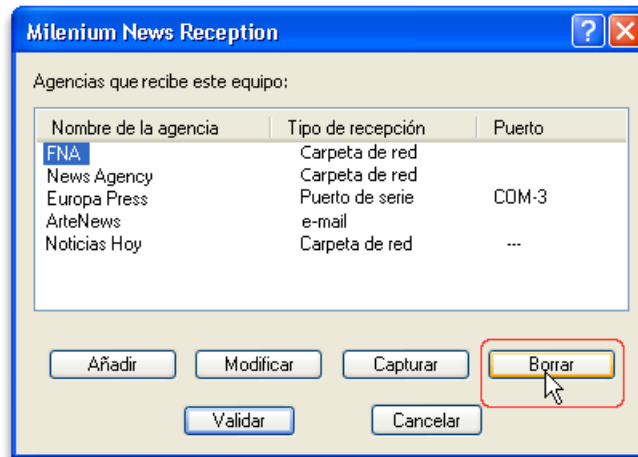 Milenium News Reception
Agencias que recibe este equipo:
Nombre de la agencia Tipo de recepción Puerto
FNA Carpeta de red
News Agency Carpeta de red
Europa Press Puerto de serie COM-3
ArteNews e-mail
Noticias Hoy Carpeta de red ---
Añadir Modificar Capturar Borrar
Validar Cancelar